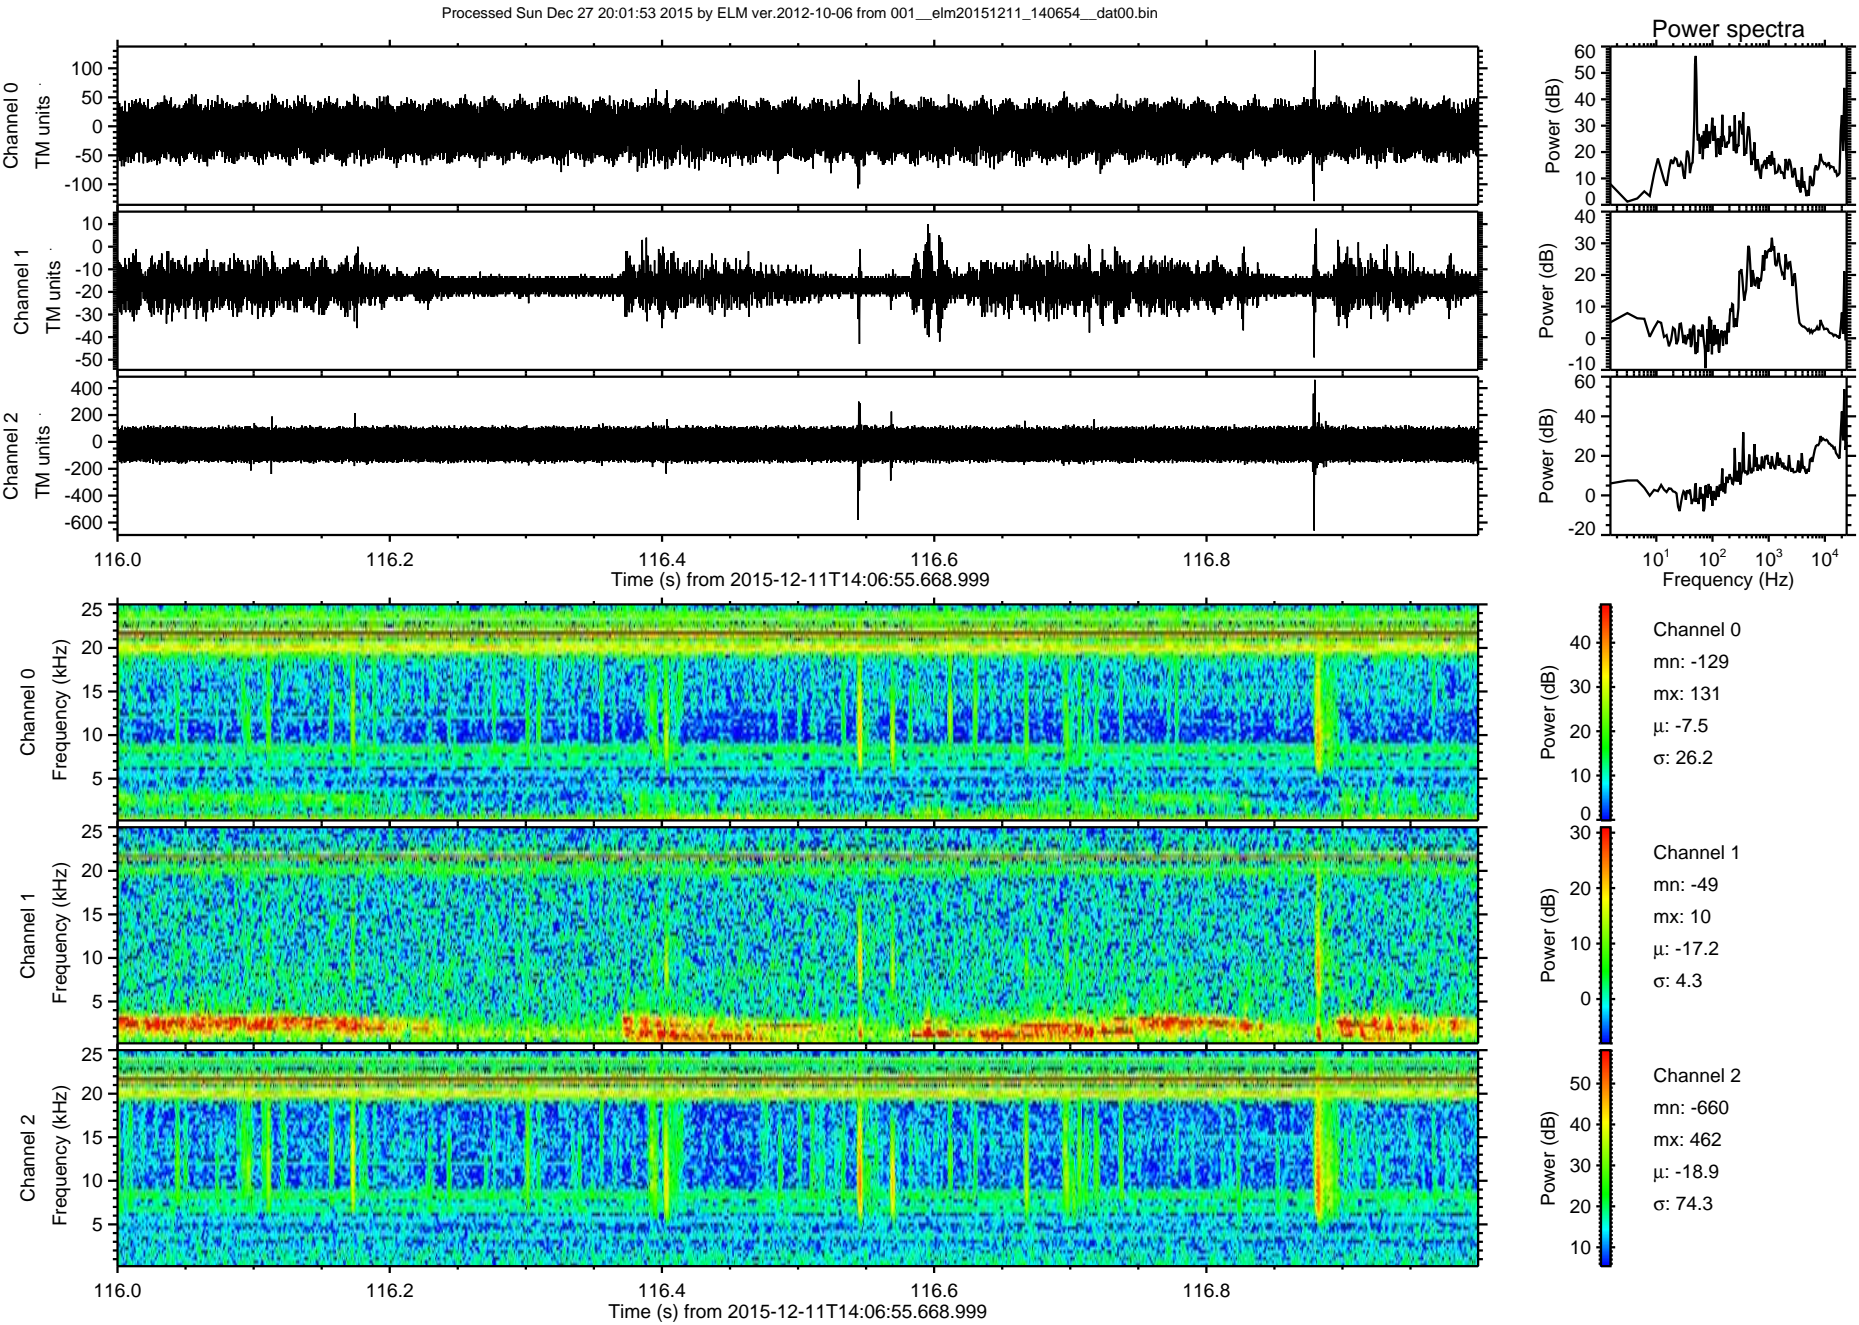 Processed Sun Dec 27 20:01:53 2015 by ELM ver.2012-10-06 from 001__elm20151211_140654__dat00.bin
Power spectra
Channel 0
TM units
100
50
0
-50
-100
Power (dB)
60
50
40
30
20
10
0
Channel 1
TM units
10
0
-10
-20
-30
-40
-50
Power (dB)
40
30
20
10
0
-10
Channel 2
TM units
400
200
0
-200
-400
-600
Power (dB)
60
40
20
0
-20
116.0 116.2 116.4 116.6 116.8
Time (s) from 2015-12-11T14:06:55.668.999
10¹ 10² 10³ 10⁴
Frequency (Hz)
Channel 0
Frequency (kHz)
25
20
15
10
5
Power (dB)
40
30
20
10
0
Channel 0
mn: -129
mx: 131
μ: -7.5
σ: 26.2
Channel 1
Frequency (kHz)
25
20
15
10
5
Power (dB)
30
20
10
0
Channel 1
mn: -49
mx: 10
μ: -17.2
σ: 4.3
Channel 2
Frequency (kHz)
25
20
15
10
5
Power (dB)
50
40
30
20
10
Channel 2
mn: -660
mx: 462
μ: -18.9
σ: 74.3
116.0 116.2 116.4 116.6 116.8
Time (s) from 2015-12-11T14:06:55.668.999